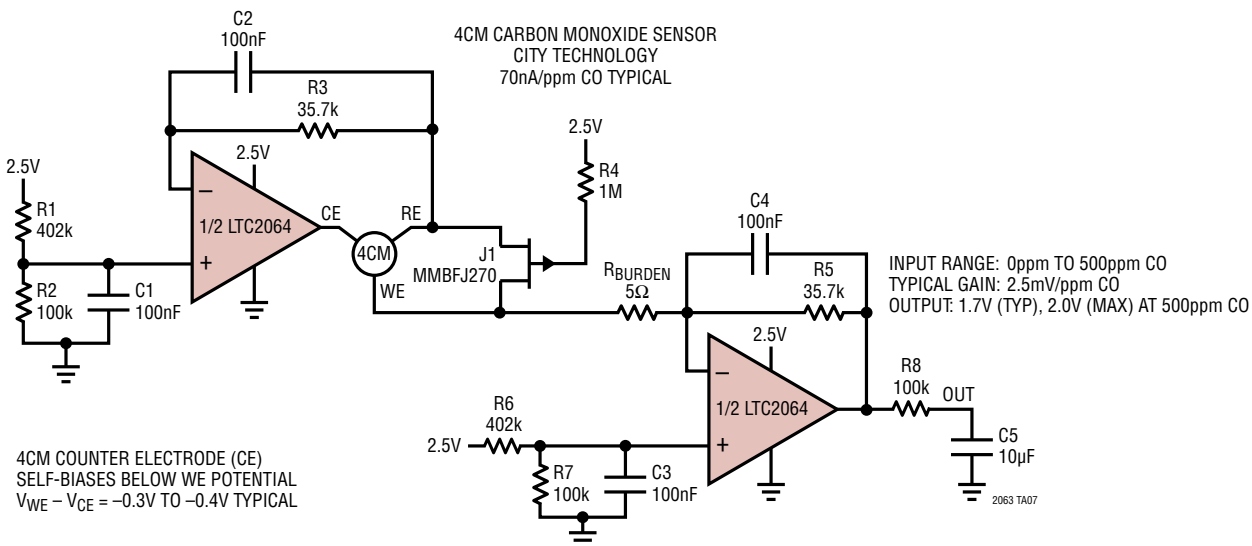 C2
100nF
4CM CARBON MONOXIDE SENSOR
CITY TECHNOLOGY
70nA/ppm CO TYPICAL
R3
35.7k
2.5V
2.5V
2.5V
R4
1M
R1
402k
–
1/2 LTC2064
+
CE
RE
4CM
WE
J1
MMBFJ270
R2
100k
C1
100nF
C4
100nF
RBURDEN
5Ω
R5
35.7k
INPUT RANGE: 0ppm TO 500ppm CO
TYPICAL GAIN: 2.5mV/ppm CO
OUTPUT: 1.7V (TYP), 2.0V (MAX) AT 500ppm CO
2.5V
–
1/2 LTC2064
+
R8
100k
OUT
C5
10µF
R6
402k
2.5V
R7
100k
C3
100nF
4CM COUNTER ELECTRODE (CE)
SELF-BIASES BELOW WE POTENTIAL
VWE – VCE = –0.3V TO –0.4V TYPICAL
2063 TA07